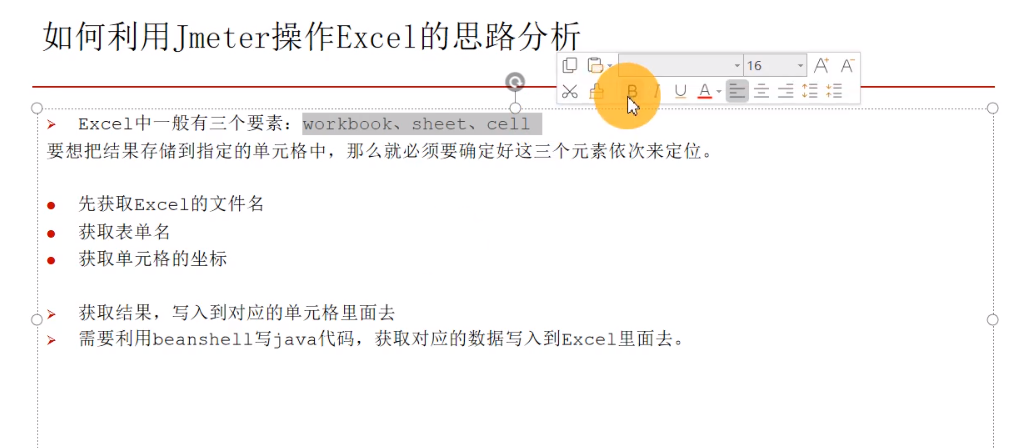 如何利用Jmeter操作Excel的思路分析
16
B I U A
Excel中一般有三个要素：workbook、sheet、cell
要想把结果存储到指定的单元格中，那么就必须要确定好这三个元素依次来定位。
先获取Excel的文件名
获取表单名
获取单元格的坐标
获取结果，写入到对应的单元格里面去
需要利用beanshell写java代码，获取对应的数据写入到Excel里面去。